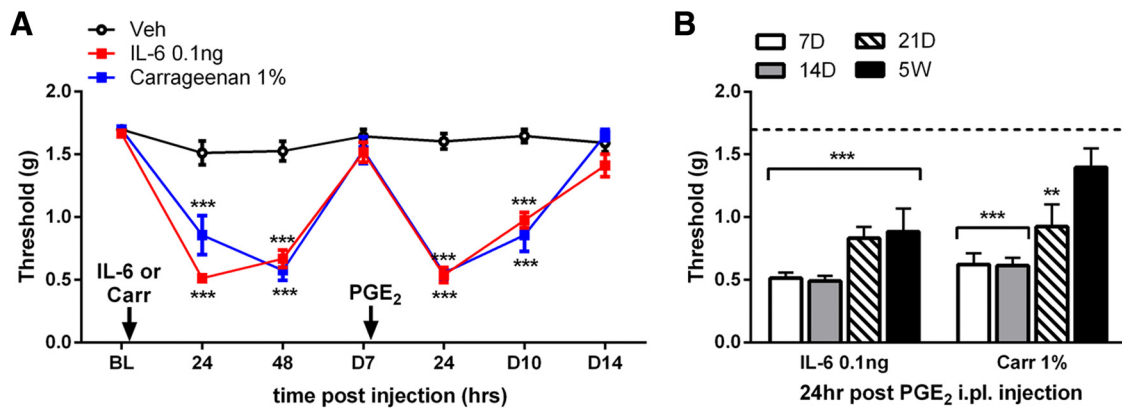 A
Veh
IL-6 0.1ng
Carrageenan 1%
Threshold (g)
2.0
1.5
1.0
0.5
0.0
***
***
***
***
***
***
***
***
IL-6 or
Carr
PGE2
BL 24 48 D7 24 D10 D14
time post injection (hrs)
B
7D 21D
14D 5W
Threshold (g)
2.0
1.5
1.0
0.5
0.0
***
***
**
IL-6 0.1ng Carr 1%
24hr post PGE2 i.pl. injection